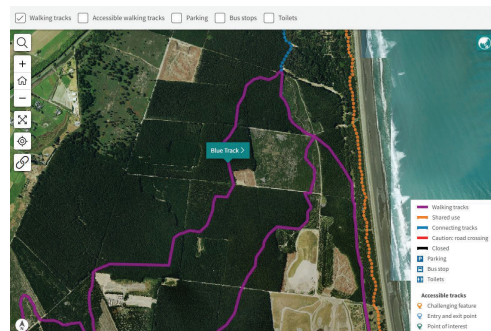 Walking tracks Accessible walking tracks Parking Bus stops Toilets
Blue Track >
Walking tracks
Shared use
Connecting tracks
Caution: road crossing
Closed
P Parking
Bus stop
Toilets
Accessible tracks
Challenging feature
Entry and exit point
Point of interest